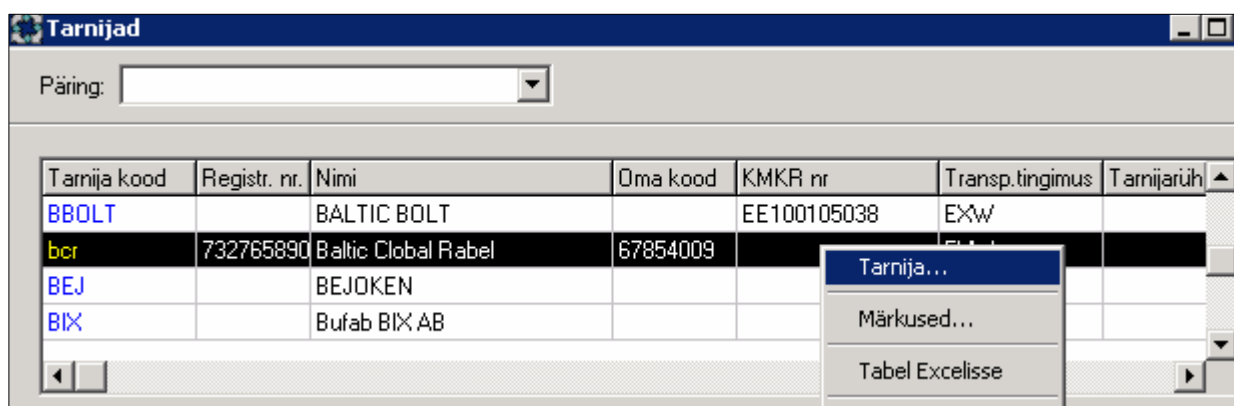 Tarnijad
Päring:
Tarnija kood Registr. nr. Nimi Oma kood KMKR nr Transp.tingimus Tarnijarüh
BBOLT BALTIC BOLT EE100105038 EXW
bcr 732765890 Baltic Clobal Rabel 67854009
Tarnija...
BEJ BEJOKEN
BIX Bufab BIX AB
Märkused...
Tabel Excelisse